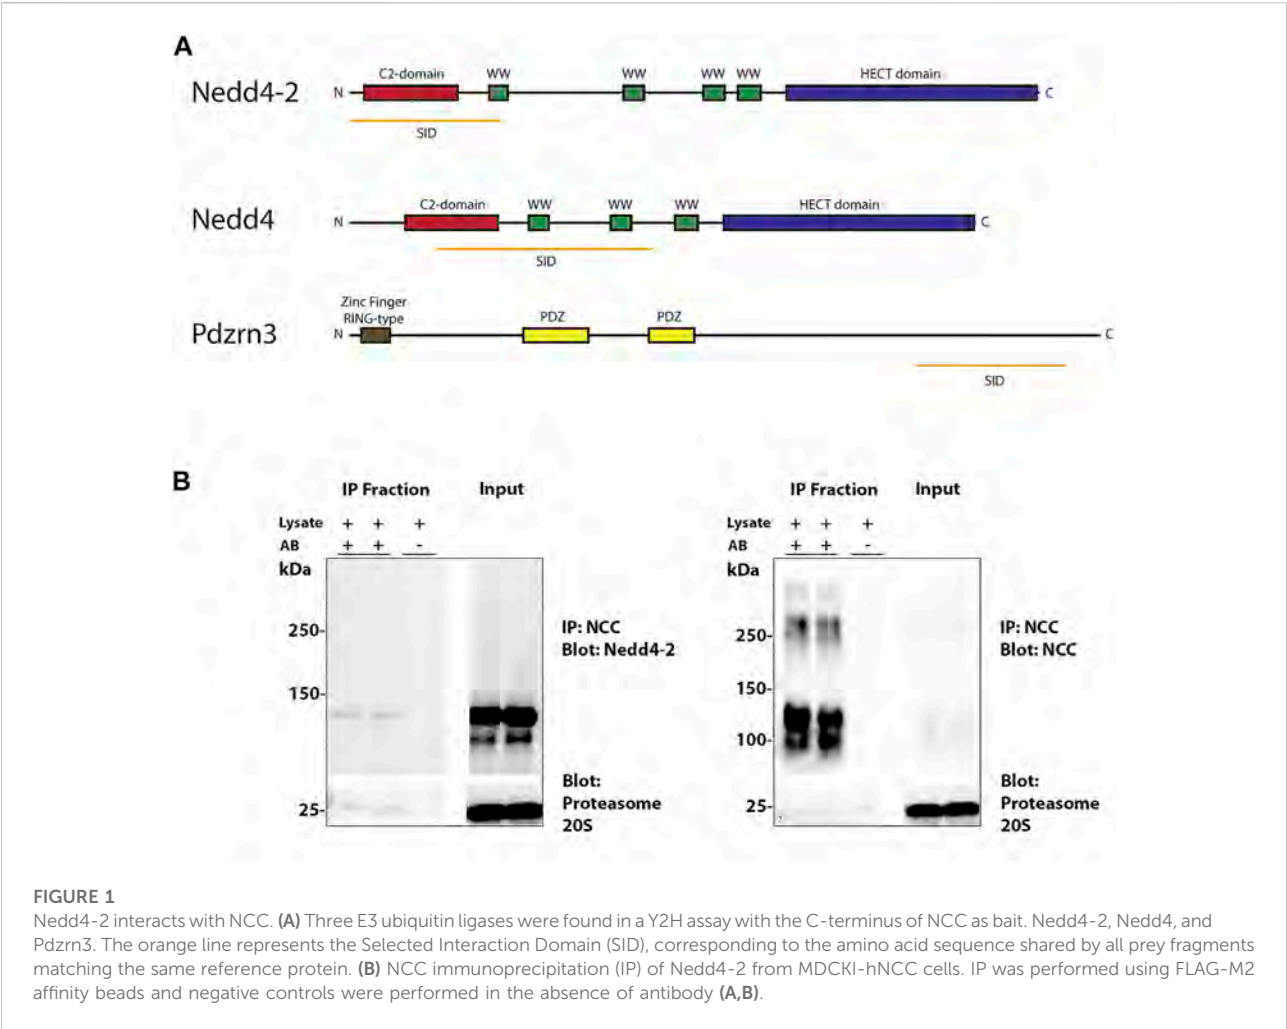 A
Nedd4-2
N
C2-domain
WW
WW
WW
WW
HECT domain
C
SID
Nedd4
N
C2-domain
WW
WW
WW
HECT domain
C
SID
Pdzrn3
N
Zinc Finger
RING-type
PDZ
PDZ
C
SID
B
IP Fraction Input
Lysate + + +
AB + + -
kDa
250-
150-
25-
IP: NCC
Blot: Nedd4-2
Blot:
Proteasome
20S
IP Fraction Input
Lysate + + +
AB + + -
kDa
250-
150-
100-
25-
IP: NCC
Blot: NCC
Blot:
Proteasome
20S
FIGURE 1
Nedd4-2 interacts with NCC. (A) Three E3 ubiquitin ligases were found in a Y2H assay with the C-terminus of NCC as bait. Nedd4-2, Nedd4, and
Pdzrn3. The orange line represents the Selected Interaction Domain (SID), corresponding to the amino acid sequence shared by all prey fragments
matching the same reference protein. (B) NCC immunoprecipitation (IP) of Nedd4-2 from MDCKI-hNCC cells. IP was performed using FLAG-M2
affinity beads and negative controls were performed in the absence of antibody (A,B).